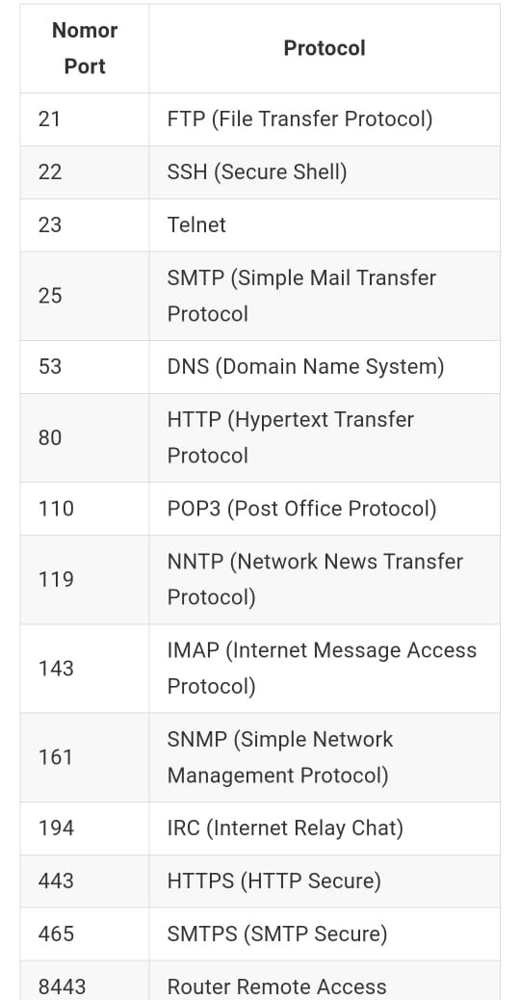 Nomor
Port
Protocol
21
FTP (File Transfer Protocol)
22
SSH (Secure Shell)
23
Telnet
25
SMTP (Simple Mail Transfer
Protocol
53
DNS (Domain Name System)
80
HTTP (Hypertext Transfer
Protocol
110
POP3 (Post Office Protocol)
119
NNTP (Network News Transfer
Protocol)
143
IMAP (Internet Message Access
Protocol)
161
SNMP (Simple Network
Management Protocol)
194
IRC (Internet Relay Chat)
443
HTTPS (HTTP Secure)
465
SMTPS (SMTP Secure)
8443
Router Remote Access